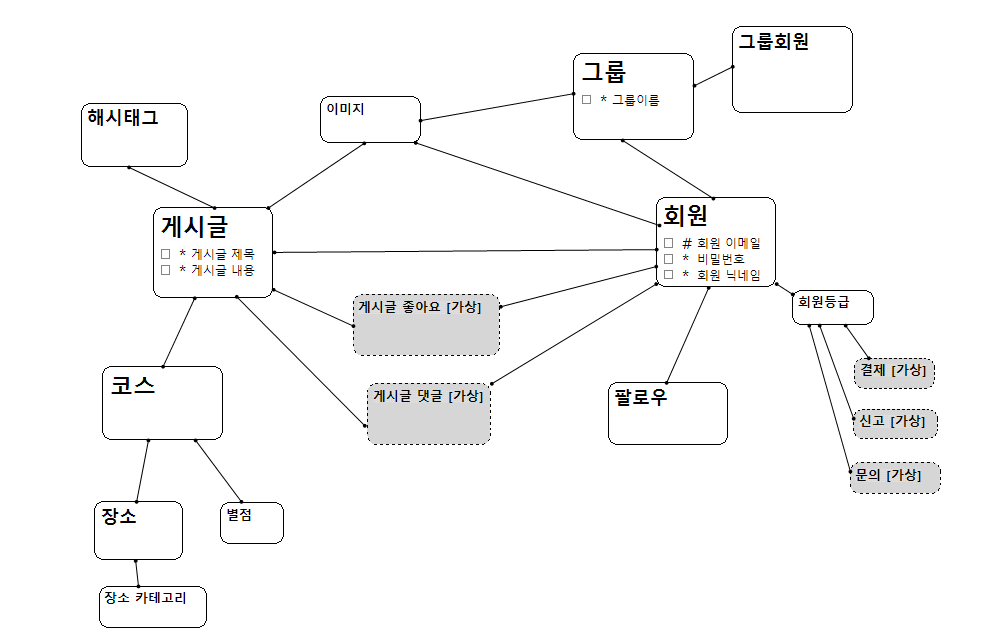 그룹회원
그룹
* 그룹이름
이미지
해시태그
회원
# 회원 이메일
* 비밀번호
* 회원 닉네임
게시글
* 게시글 제목
* 게시글 내용
회원등급
게시글 좋아요 [가상]
결제 [가상]
코스
게시글 댓글 [가상]
팔로우
신고 [가상]
문의 [가상]
장소
별점
장소 카테고리